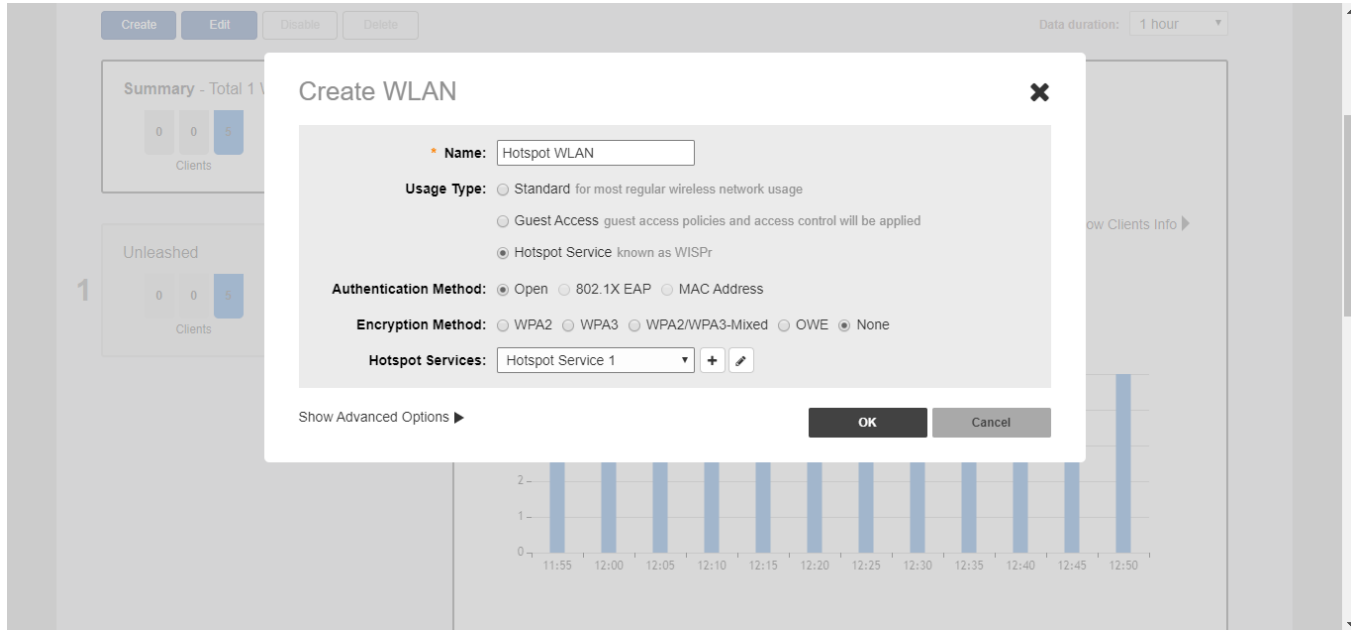 Create Edit Disable Delete Data duration: 1 hour
Summary - Total 1
0 0 5
Clients
Unleashed
1
0 0 5
Clients
Create WLAN
* Name: Hotspot WLAN
Usage Type: Standard for most regular wireless network usage
Guest Access guest access policies and access control will be applied
Hotspot Service known as WISPr
Authentication Method: Open 802.1X EAP MAC Address
Encryption Method: WPA2 WPA3 WPA2/WPA3-Mixed OWE None
Hotspot Services: Hotspot Service 1 +
Show Advanced Options
OK Cancel
ow Clients Info
2
1
0
11:55 12:00 12:05 12:10 12:15 12:20 12:25 12:30 12:35 12:40 12:45 12:50